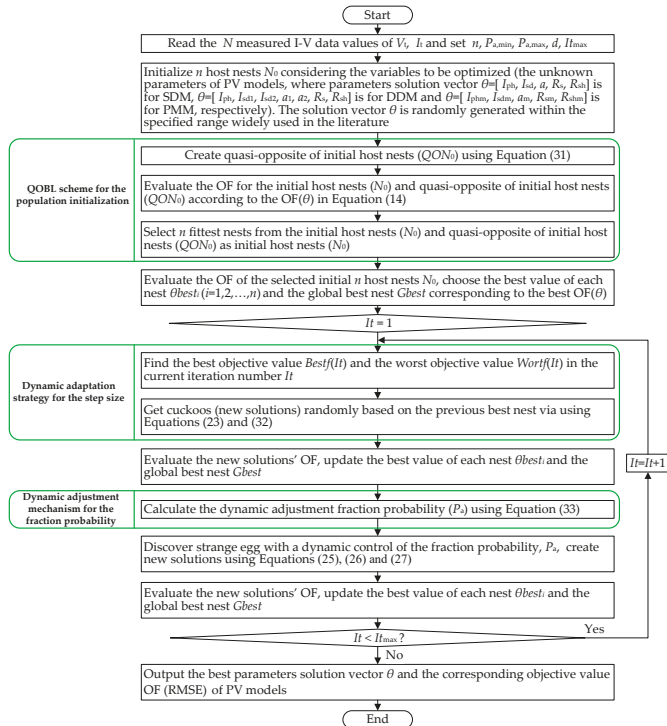 Start
Read the N measured I-V data values of Vt, It and set n, Pa,min, Pa,max, d, Itmax
Initialize n host nests N0 considering the variables to be optimized (the unknown
parameters of PV models, where parameters solution vector θ=[ Iph, Isd, a, Rs, Rsh]
is for SDM, θ=[ Iph, Isd1, Isd2, a1, a2, Rs, Rsh] is for DDM and θ=[ Iphm, Isdm, am, Rsm, Rshm] is
for PMM, respectively). The solution vector θ is randomly generated within the
specified range widely used in the literature
QOBL scheme for the
population initialization
Create quasi-opposite of initial host nests (QON0) using Equation (31)
Evaluate the OF for the initial host nests (N0) and quasi-opposite of initial host nests
(QON0) according to the OF(θ) in Equation (14)
Select n fittest nests from the initial host nests (N0) and quasi-opposite of initial host
nests (QON0) as initial host nests (N0)
Evaluate the OF of the selected initial n host nests N0, choose the best value of each
nest θbesti (i=1,2,…,n) and the global best nest Gbest corresponding to the best OF(θ)
It = 1
Dynamic adaptation
strategy for the step size
Find the best objective value Bestf(It) and the worst objective value Wortf(It) in the
current iteration number It
Get cuckoos (new solutions) randomly based on the previous best nest via using
Equations (23) and (32)
Evaluate the new solutions' OF, update the best value of each nest θbesti and the
global best nest Gbest
It=It+1
Dynamic adjustment
mechanism for the
fraction probability
Calculate the dynamic adjustment fraction probability (Pa) using Equation (33)
Discover strange egg with a dynamic control of the fraction probability, Pa, create
new solutions using Equations (25), (26) and (27)
Evaluate the new solutions' OF, update the best value of each nest θbesti and the
global best nest Gbest
It < Itmax ?
Yes
No
Output the best parameters solution vector θ and the corresponding objective value
OF (RMSE) of PV models
End